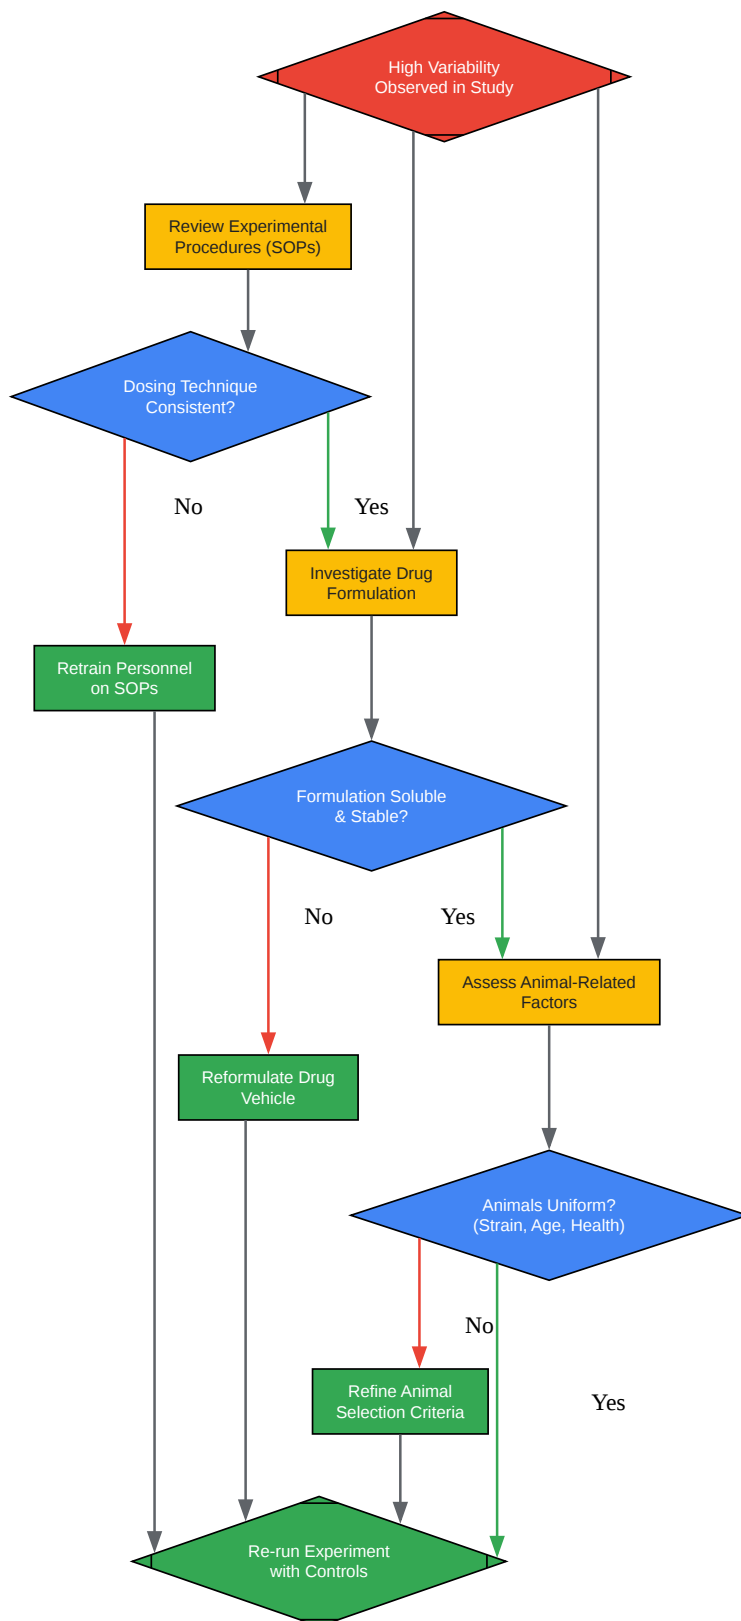 High Variability
Observed in Study
Review Experimental
Procedures (SOPs)
Dosing Technique
Consistent?
No
Yes
Investigate Drug
Formulation
Retrain Personnel
on SOPs
Formulation Soluble
& Stable?
No
Yes
Assess Animal-Related
Factors
Reformulate Drug
Vehicle
Animals Uniform?
(Strain, Age, Health)
No
Refine Animal
Selection Criteria
Yes
Re-run Experiment
with Controls